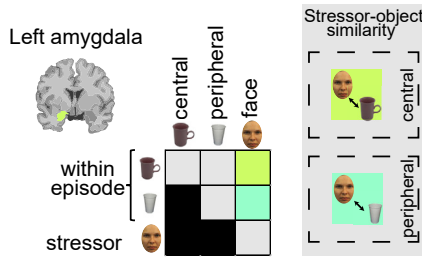 Left amygdala
central
peripheral
face
within
episode
stressor
Stressor-object
similarity
central
peripheral